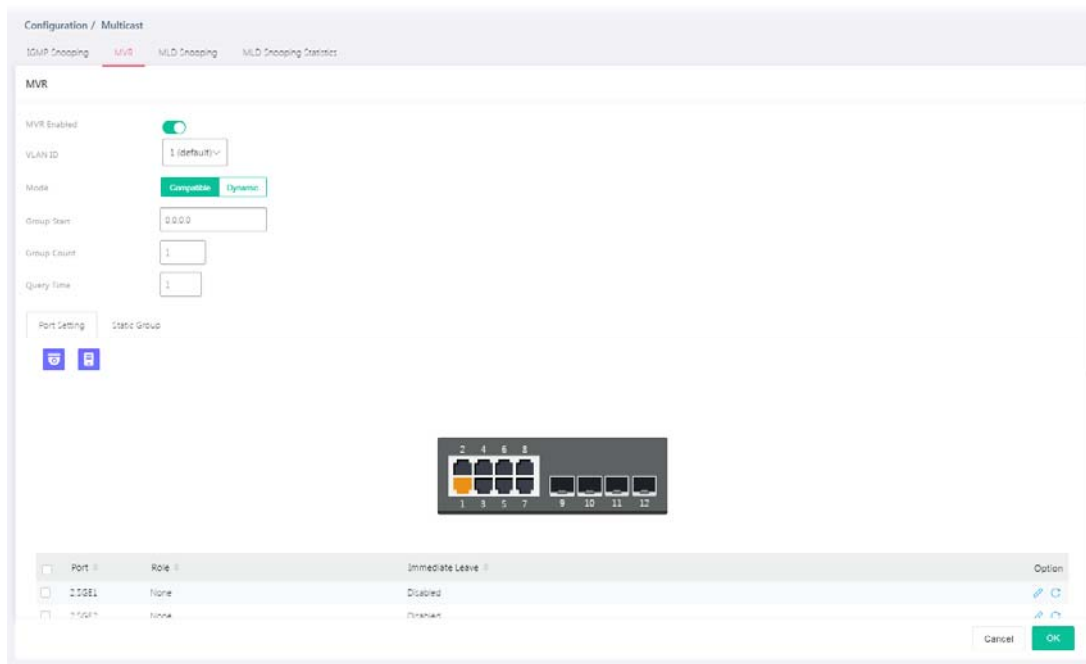 Configuration / Multicast
IGMP Snooping MVR MLD Snooping MLD Snooping Statistics
MVR
MVR Enabled
VLAN ID 1 (default)
Mode Compatible Dynamic
Group Start 0.0.0.0
Group Count 1
Query Time 1
Port Setting Static Group
2 4 6 8
1 3 5 7 9 10 11 12
Port Role Immediate Leave Option
2.5GE1 None Disabled
2.5GE2 None Disabled
Cancel OK